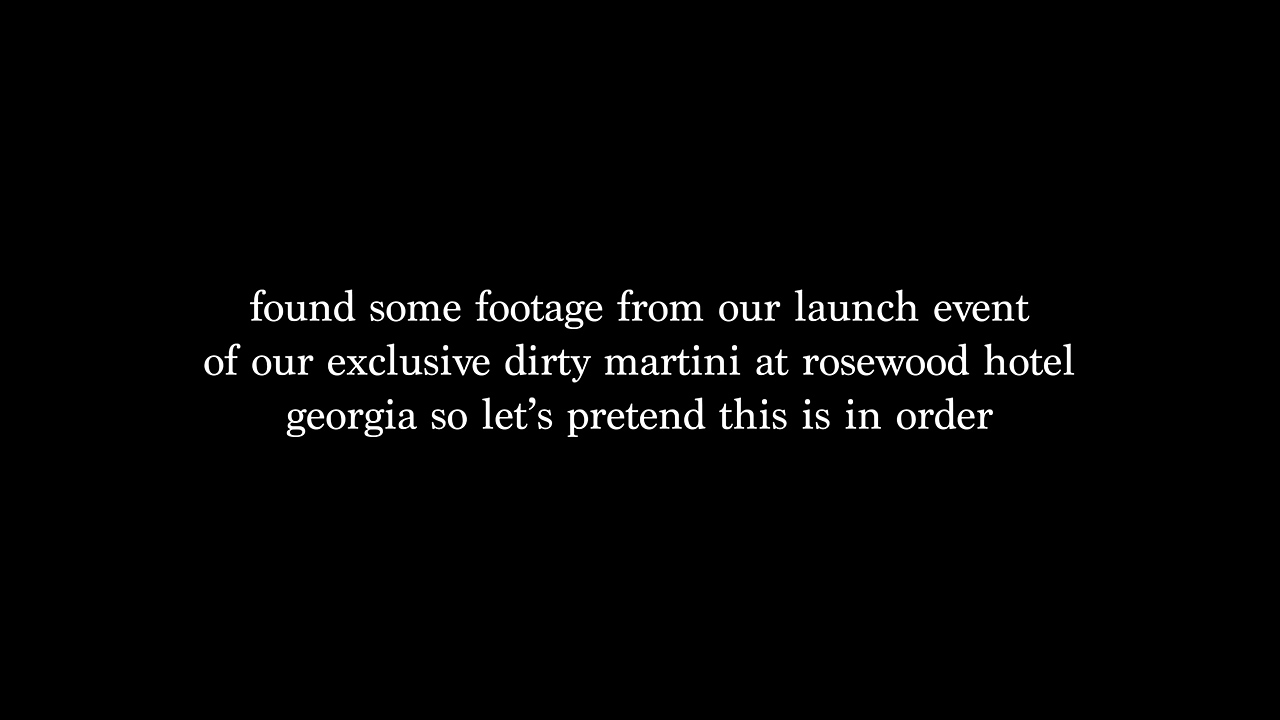 found some footage from our launch event
of our exclusive dirty martini at rosewood hotel
georgia so let’s pretend this is in order